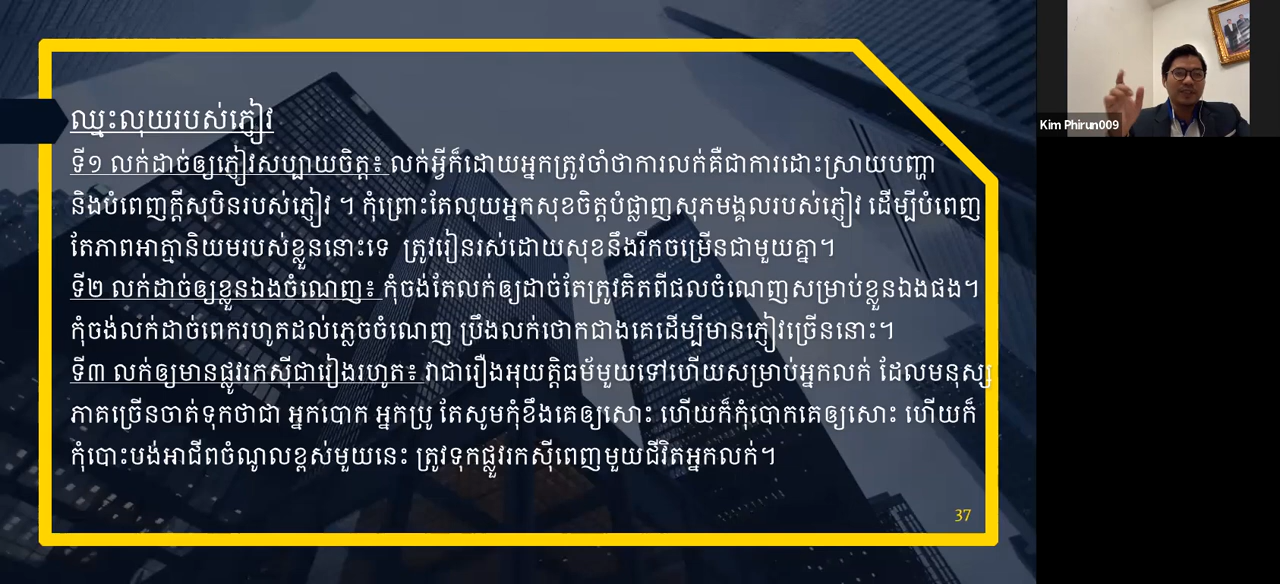 ឈ្នះលុយរបស់ភ្ញៀវ
ទី១ លក់ដាច់ឲ្យភ្ញៀវសប្បាយចិត្ត៖ លក់អ្វីក៏ដោយអ្នកត្រូវចាំថាការលក់គឺជាការដោះស្រាយបញ្ហា
និងបំពេញក្តីសុបិនរបស់ភ្ញៀវ ។ កុំព្រោះតែលុយអ្នកសុខចិត្តបំផ្លាញសុភមង្គលរបស់ភ្ញៀវ ដើម្បីបំពេញ
តែភាពអាត្មានិយមរបស់ខ្លួននោះទេ ត្រូវរៀនរស់ដោយសុខនឹងរីកចម្រើនជាមួយគ្នា។
ទី២ លក់ដាច់ឲ្យខ្លួនឯងចំណេញ៖ កុំចង់តែលក់ឲ្យដាច់តែត្រូវគិតពីផលចំណេញសម្រាប់ខ្លួនឯងផង។
កុំចង់លក់ដាច់ពេករហូតដល់ភ្លេចចំណេញ ប្រឹងលក់ថោកជាងគេដើម្បីមានភ្ញៀវច្រើននោះ។
ទី៣ លក់ឲ្យមានផ្លូវរកស៊ីជារៀងរហូត៖ វាជារឿងអុយត្តិធម៌មួយទៅហើយសម្រាប់អ្នកលក់ ដែលមនុស្ស
ភាគច្រើនចាត់ទុកថាជា អ្នកបោក អ្នកប្រូ តែសូមកុំខឹងគេឲ្យសោះ ហើយក៏កុំបោកគេឲ្យសោះ ហើយក៏
កុំបោះបង់អាជីពចំណូលខ្ពស់មួយនេះ ត្រូវទុកផ្លូវរកស៊ីពេញមួយជីវិតអ្នកលក់។
37
Kim Phirun009